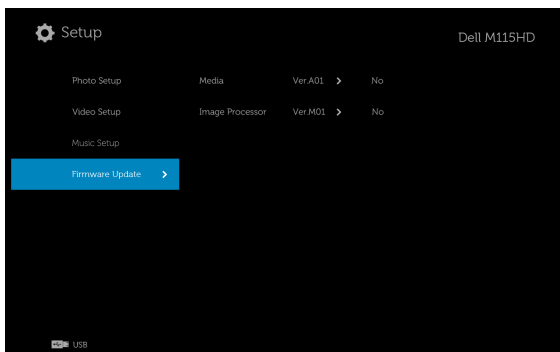 Setup
Dell M115HD
Photo Setup Media Ver.A01 > No
Video Setup Image Processor Ver.M01 > No
Music Setup
Firmware Update >
USB